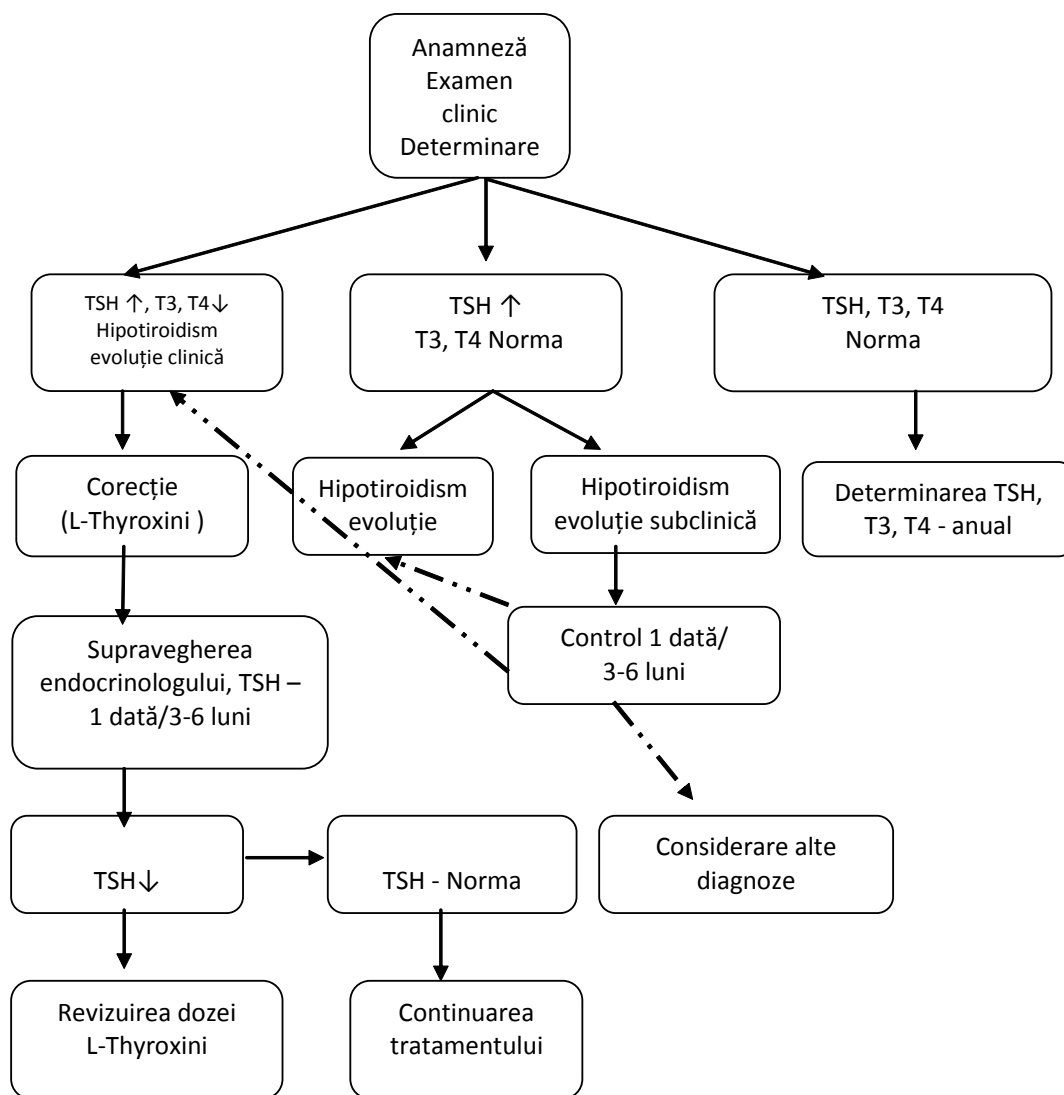 Anamneză
Examen
clinic
Determinare
TSH ↑, T3, T4↓
Hipotiroidism
evoluție clinică
TSH ↑
T3, T4 Norma
TSH, T3, T4
Norma
Corecție
(L-Thyroxini )
Hipotiroidism
evoluție
Hipotiroidism
evoluție subclinică
Determinarea TSH,
T3, T4 - anual
Supravegherea
endocrinologului, TSH –
1 dată/3-6 luni
Control 1 dată/
3-6 luni
TSH↓
TSH - Norma
Considerare alte
diagnoze
Revizuirea dozei
L-Thyroxini
Continuarea
tratamentului